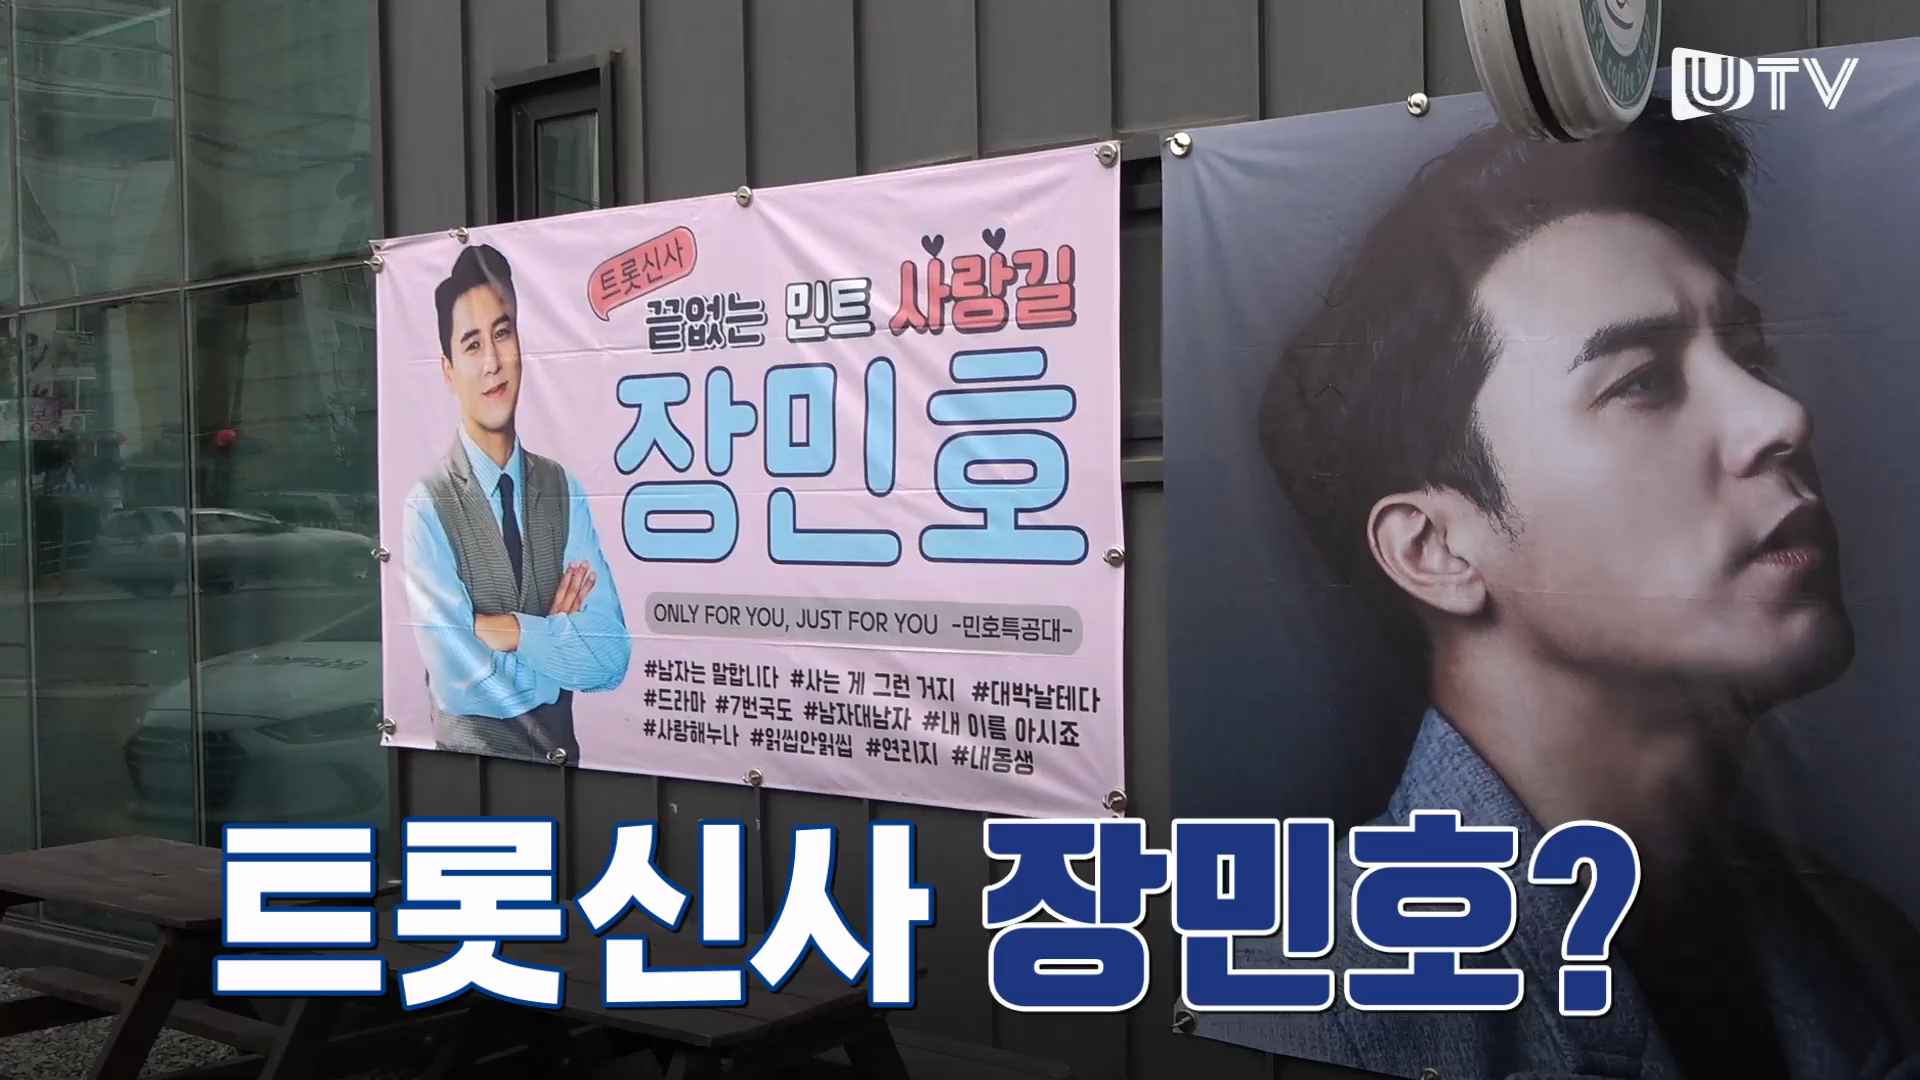 UTV
coffee
트롯신사
끝없는 민트 사랑길
장민호
ONLY FOR YOU, JUST FOR YOU -민호특공대-
#남자는 말합니다 #사는 게 그런 거지 #대박날테다
#드라마 #7번국도 #남자대남자 #내 이름 아시죠
#사랑해누나 #읽씹안읽씹 #연리지 #내동생
트롯신사 장민호?